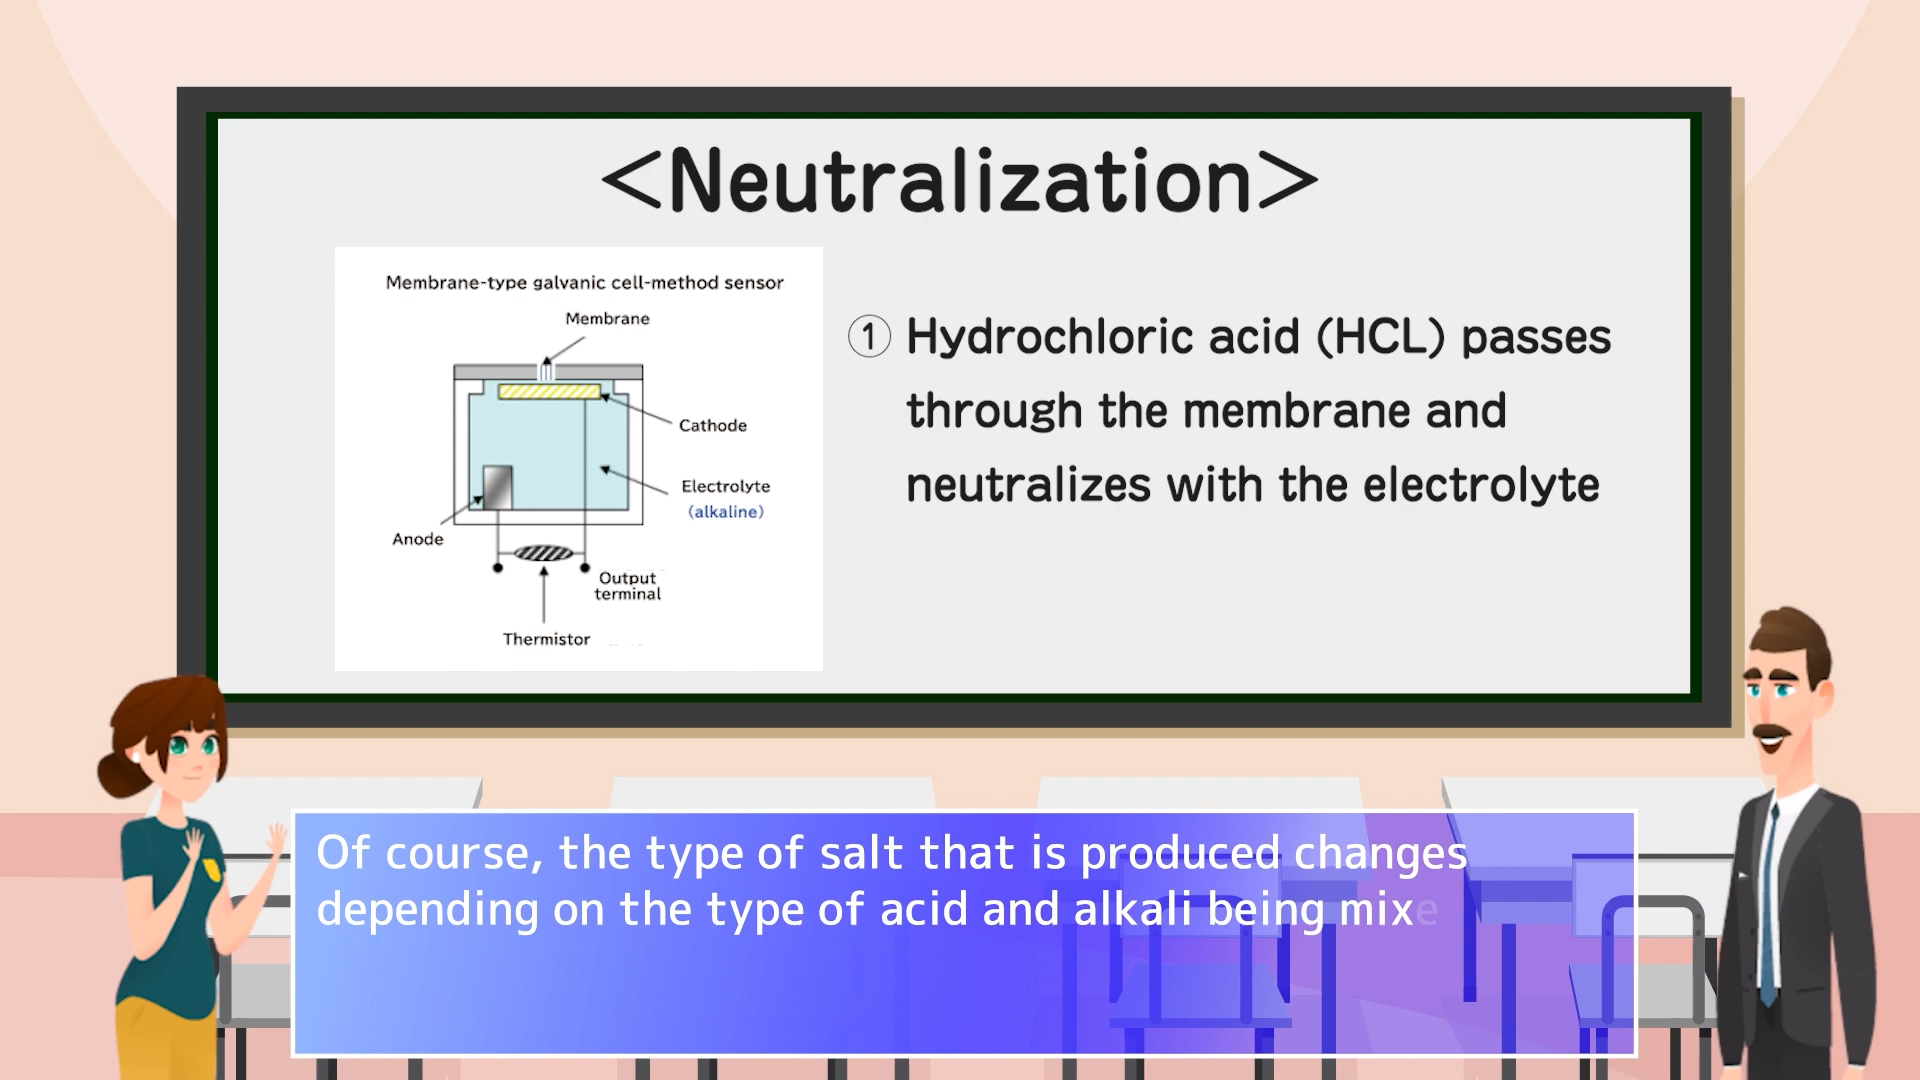 <Neutralization>
Membrane-type galvanic cell-method sensor
Membrane
Cathode
Electrolyte
(alkaline)
Anode
Output
terminal
Thermistor
① Hydrochloric acid (HCL) passes
through the membrane and
neutralizes with the electrolyte
Of course, the type of salt that is produced changes
depending on the type of acid and alkali being mixe